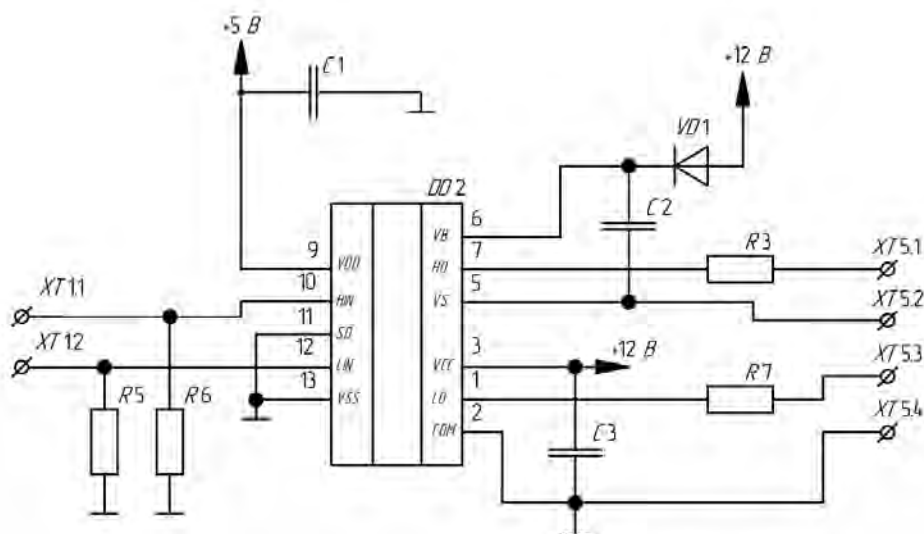 +5 В
C1
+12 В
VD1
DD2
C2
6
VB
7
HO
5
VS
9
VDD
10
HIN
11
SD
12
LIN
13
VSS
3
VCC
+12 В
1
LO
2
COM
R3
XT5.1
XT5.2
XT5.3
XT5.4
R7
C3
XT1.1
XT1.2
R5
R6